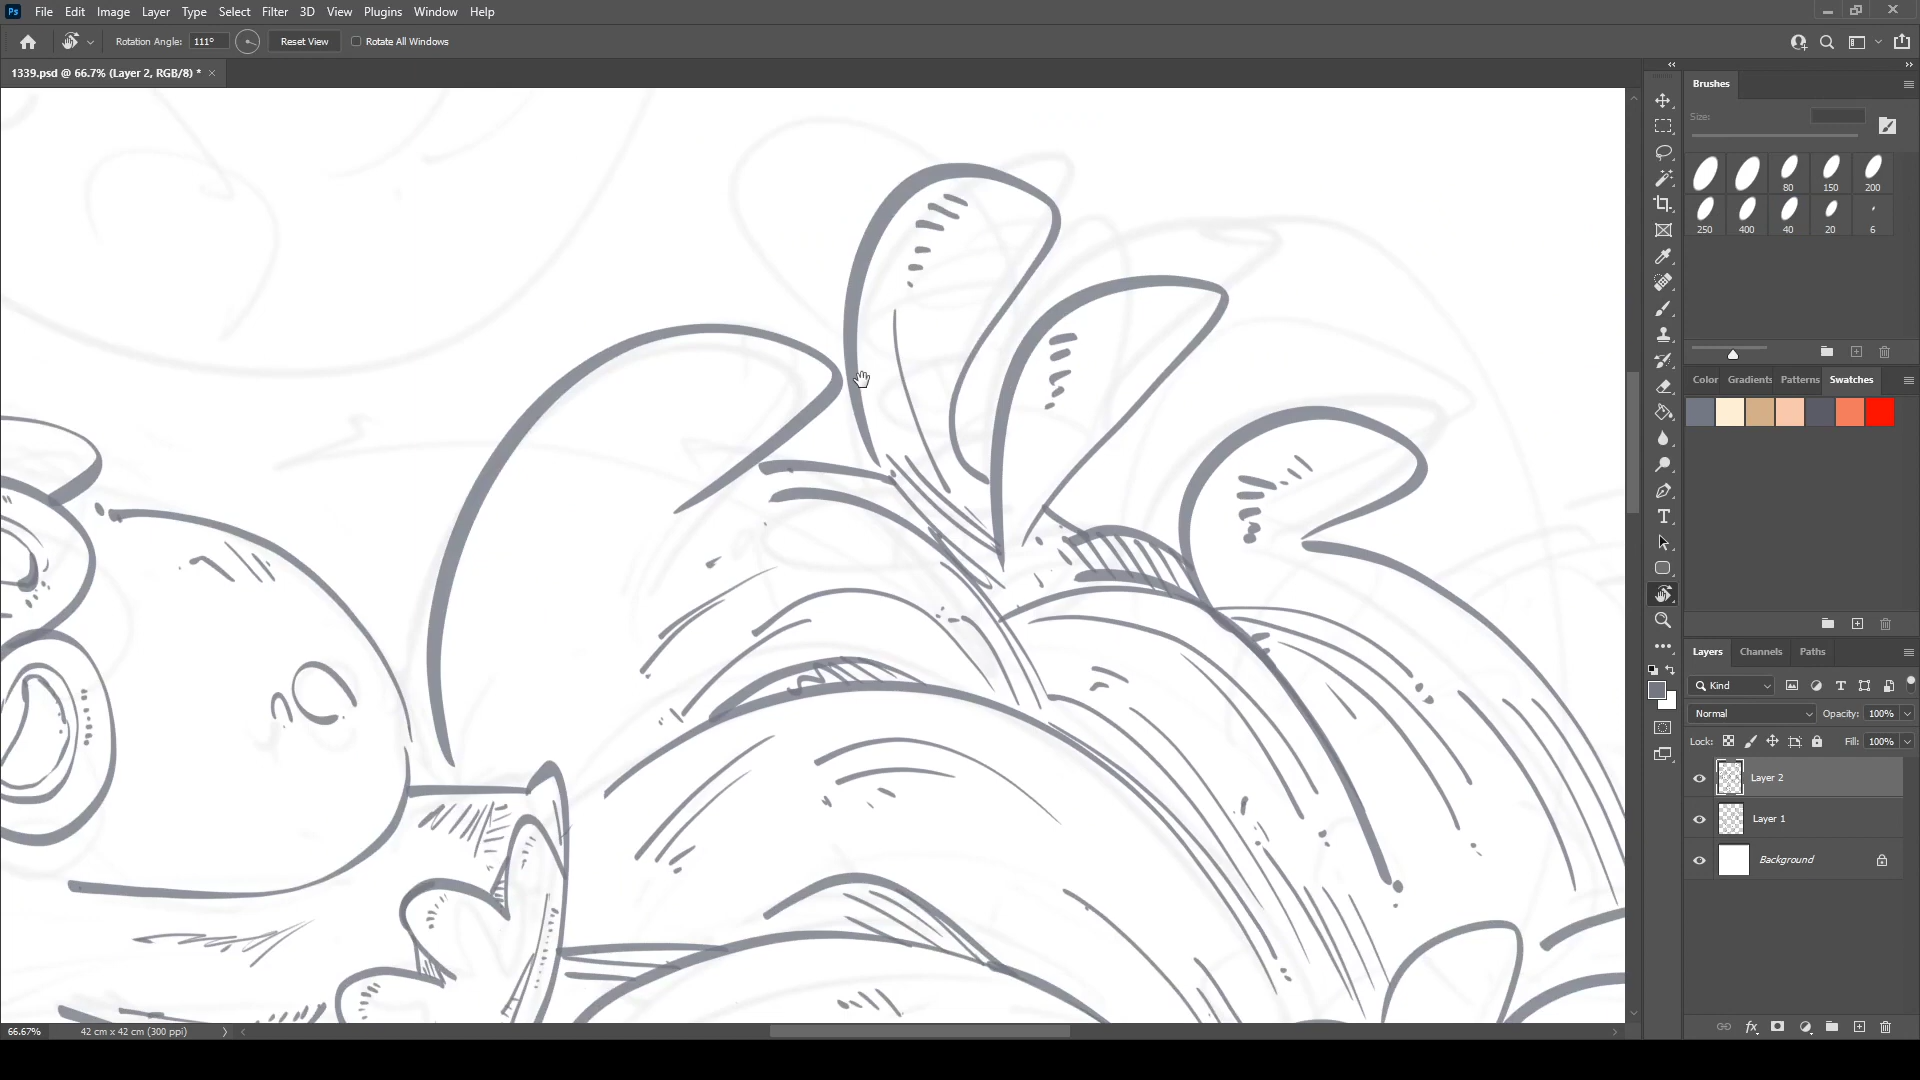 Ps File Edit Image Layer Type Select Filter 3D View Plugins Window Help
Rotation Angle: 111° Reset View Rotate All Windows
1339.psd @ 66.7% (Layer 2, RGB/8) * ×
Brushes
Size:
80 150 200
250 400 40 20 6
Color Gradients Patterns Swatches
Layers Channels Paths
Kind
Normal Opacity: 100%
Lock: Fill: 100%
Layer 2
Layer 1
Background
66.67% 42 cm x 42 cm (300 ppi)